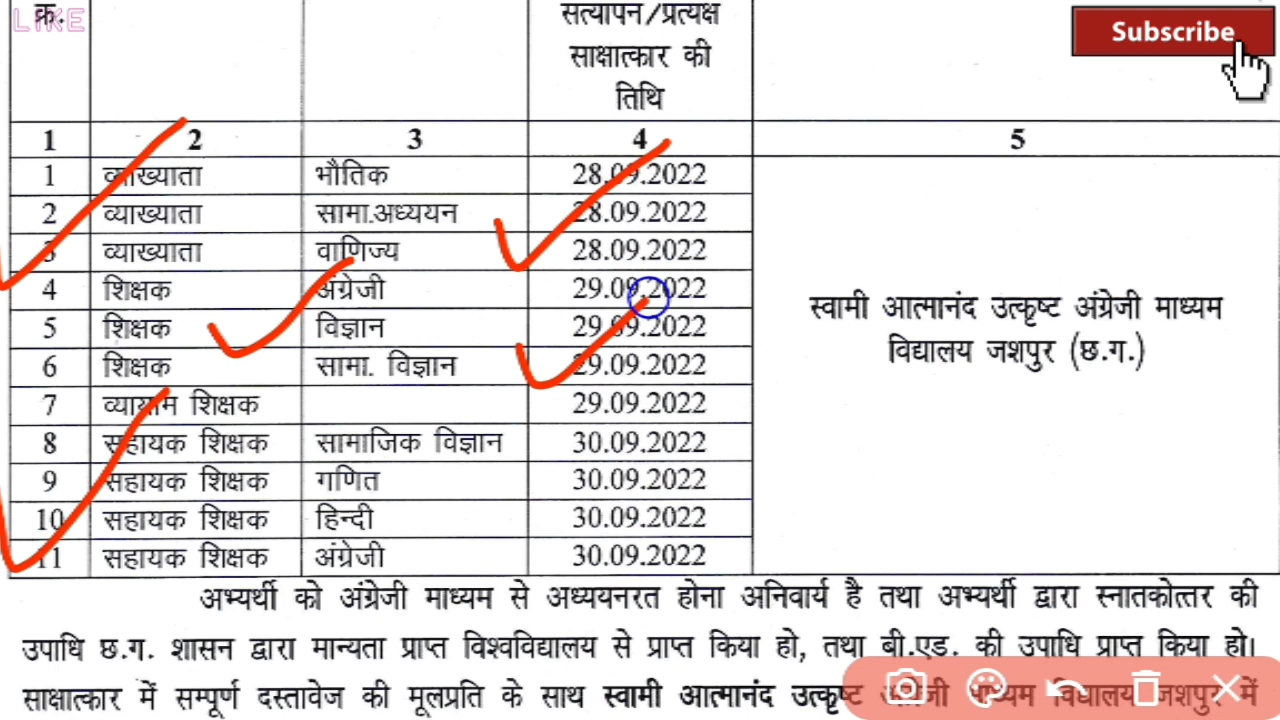 LIKE
Subscribe
क्र.
सत्यापन/प्रत्यक्ष
साक्षात्कार की
तिथि
1 2 3 4 5
1 व्याख्याता भौतिक 28.09.2022
2 व्याख्याता सामा.अध्ययन 28.09.2022
3 व्याख्याता वाणिज्य 28.09.2022
4 शिक्षक अंग्रेजी 29.09.2022
5 शिक्षक विज्ञान 29.09.2022
6 शिक्षक सामा. विज्ञान 29.09.2022
7 व्यायाम शिक्षक 29.09.2022
8 सहायक शिक्षक सामाजिक विज्ञान 30.09.2022
9 सहायक शिक्षक गणित 30.09.2022
10 सहायक शिक्षक हिन्दी 30.09.2022
11 सहायक शिक्षक अंग्रेजी 30.09.2022
स्वामी आत्मानंद उत्कृष्ट अंग्रेजी माध्यम
विद्यालय जशपुर (छ.ग.)
अभ्यर्थी को अंग्रेजी माध्यम से अध्ययनरत होना अनिवार्य है तथा अभ्यर्थी द्वारा स्नातकोत्तर की
उपाधि छ.ग. शासन द्वारा मान्यता प्राप्त विश्वविद्यालय से प्राप्त किया हो, तथा बी.एड. की उपाधि प्राप्त किया हो।
साक्षात्कार में सम्पूर्ण दस्तावेज की मूलप्रति के साथ स्वामी आत्मानंद उत्कृष्ट अंग्रेजी माध्यम विद्यालय जशपुर में